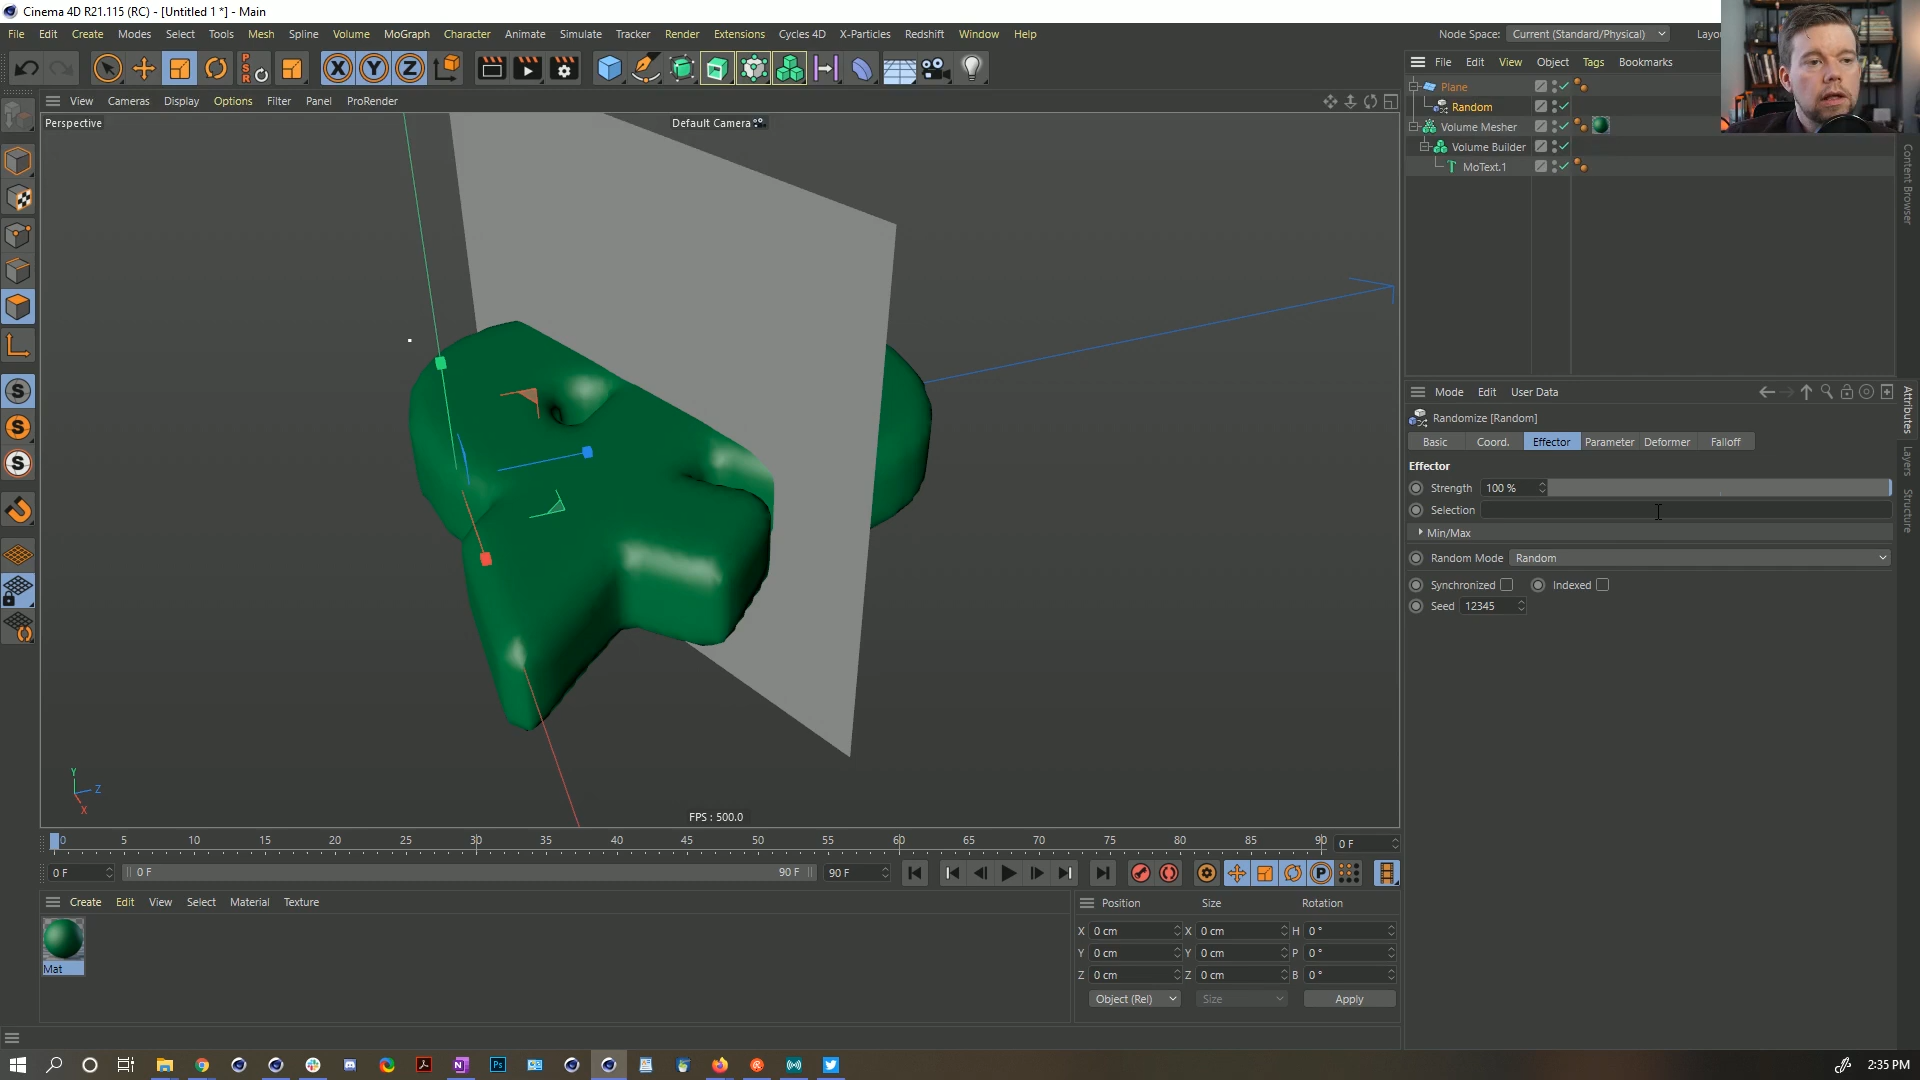 Cinema 4D R21.115 (RC) - [Untitled 1 *] - Main
File Edit Create Modes Select Tools Mesh Spline Volume MoGraph Character Animate Simulate Tracker Render Extensions Cycles 4D X-Particles Redshift Window Help
Node Space: Current (Standard/Physical)
View Cameras Display Options Filter Panel ProRender
Perspective
Default Camera
Y
Z
X
FPS : 500.0
File Edit View Object Tags Bookmarks
Plane
Random
Volume Mesher
Volume Builder
MoText.1
Content Browser
Mode Edit User Data
Randomize [Random]
Basic Coord. Effector Parameter Deformer Falloff
Effector
Strength 100 %
Selection
Min/Max
Random Mode Random
Synchronized Indexed
Seed 12345
Attributes
Layers
Structure
0 5 10 15 20 25 30 35 40 45 50 55 60 65 70 75 80 85 90 0 F
0 F 0 F 90 F 90 F
Create Edit View Select Material Texture
Mat
Position Size Rotation
X 0 cm X 0 cm H 0 °
Y 0 cm Y 0 cm P 0 °
Z 0 cm Z 0 cm B 0 °
Object (Rel) Size Apply
2:35 PM